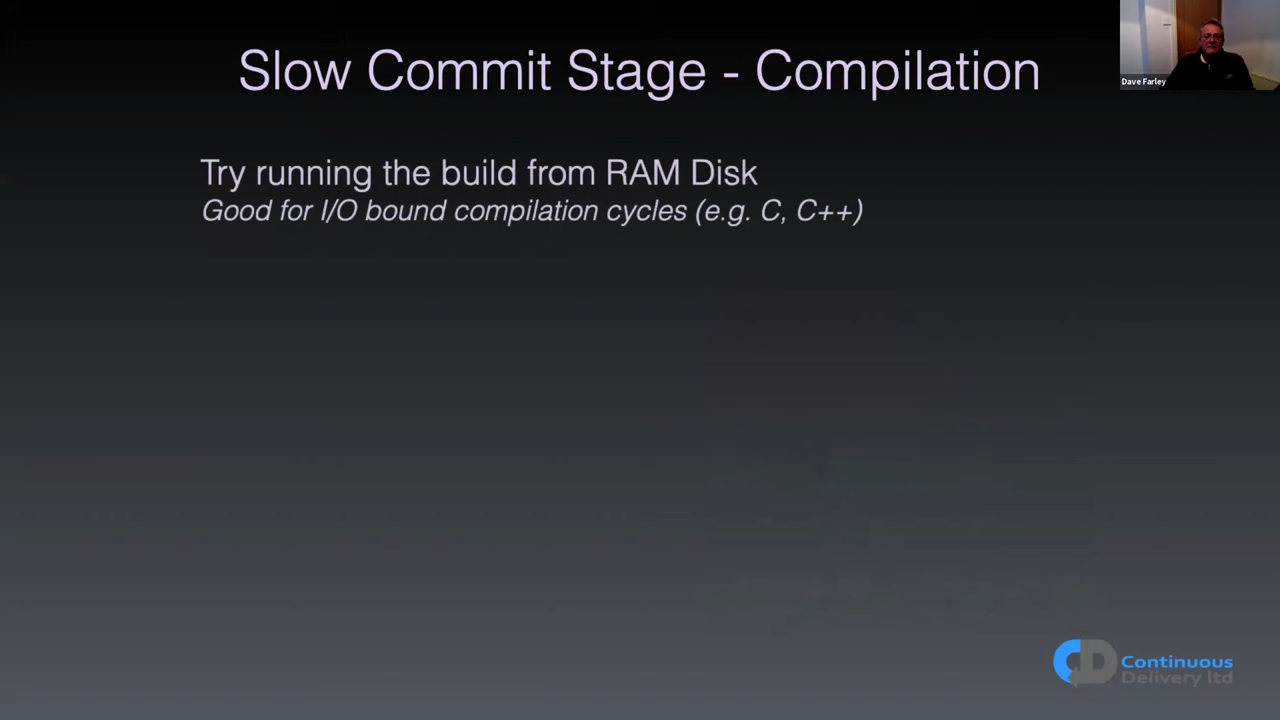 Slow Commit Stage - Compilation
Dave Farley
Try running the build from RAM Disk
Good for I/O bound compilation cycles (e.g. C, C++)
CD
Continuous
Delivery ltd